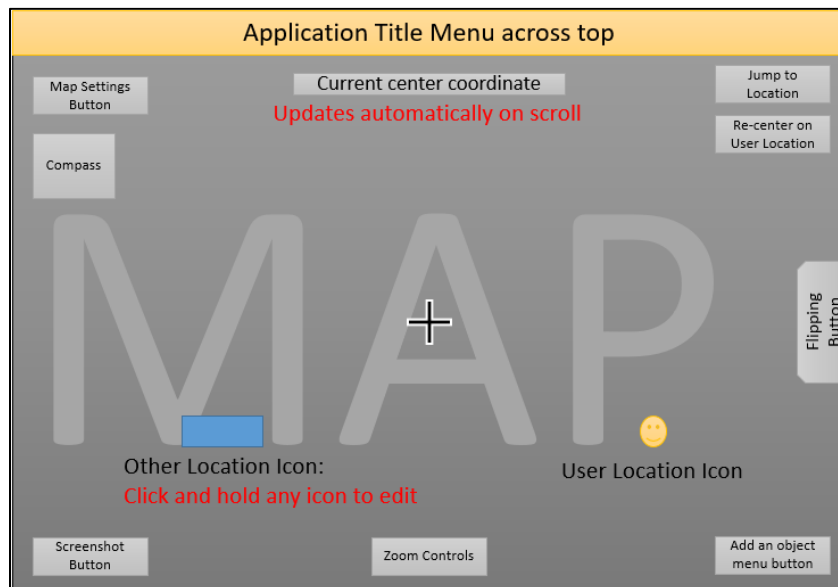 Application Title Menu across top
Map Settings
Button
Current center coordinate
Updates automatically on scroll
Jump to
Location
Re-center on
User Location
Compass
MAP
Flipping
Button
Other Location Icon:
Click and hold any icon to edit
User Location Icon
Screenshot
Button
Zoom Controls
Add an object
menu button